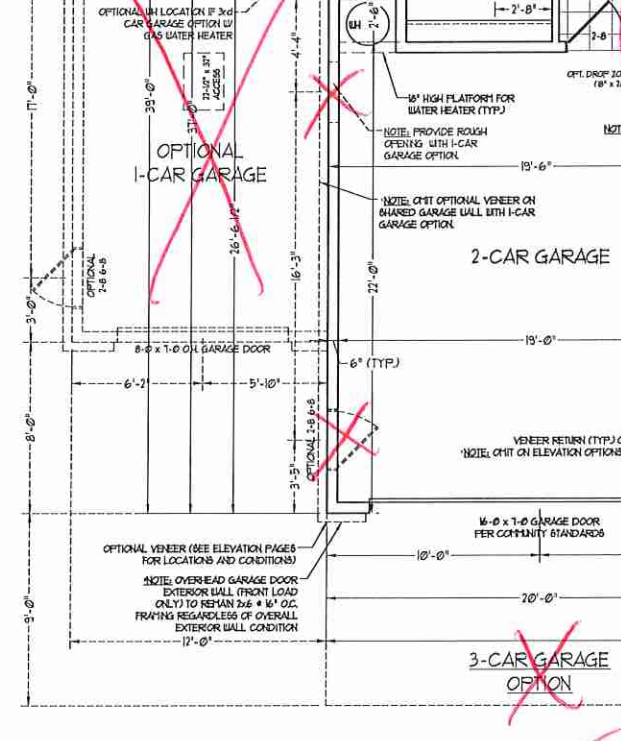 OPTIONAL WH LOCATION IF 3rd
CAR GARAGE OPTION W/
GAS WATER HEATER
22-1/2" x 37"
ACCESS
OPTIONAL
1-CAR GARAGE
17'-0"
39'-0"
37'-0"
26'-6 1/2"
4'-4"
16'-3"
3'-0"
OPTIONAL
2-8 6-8
8-0 x 7-0 O.H. GARAGE DOOR
6'-2"
5'-10"
8'-0"
3'-5"
OPTIONAL 2-8 6-8
WH
2'-6"
2'-8"
2-8
OPT. DROP
18" HIGH PLATFORM FOR
WATER HEATER (TYP.)
NOTE: PROVIDE ROUGH
OPENING WITH 1-CAR
GARAGE OPTION.
19'-6"
*NOTE: OMIT OPTIONAL VENEER ON
SHARED GARAGE WALL WITH 1-CAR
GARAGE OPTION.
2-CAR GARAGE
22'-0"
19'-0"
6" (TYP.)
VENEER RETURN (TYP.)
*NOTE: OMIT ON ELEVATION OPTIONS
16-0 x 7-0 GARAGE DOOR
PER COMMUNITY STANDARDS
OPTIONAL VENEER (SEE ELEVATION PAGES
FOR LOCATIONS AND CONDITIONS)
*NOTE: OVERHEAD GARAGE DOOR
EXTERIOR WALL (FRONT LOAD
ONLY) TO REMAIN 2x6 @ 16" O.C.
FRAMING REGARDLESS OF OVERALL
EXTERIOR WALL CONDITION
10'-0"
20'-0"
9'-0"
12'-0"
3-CAR GARAGE
OPTION